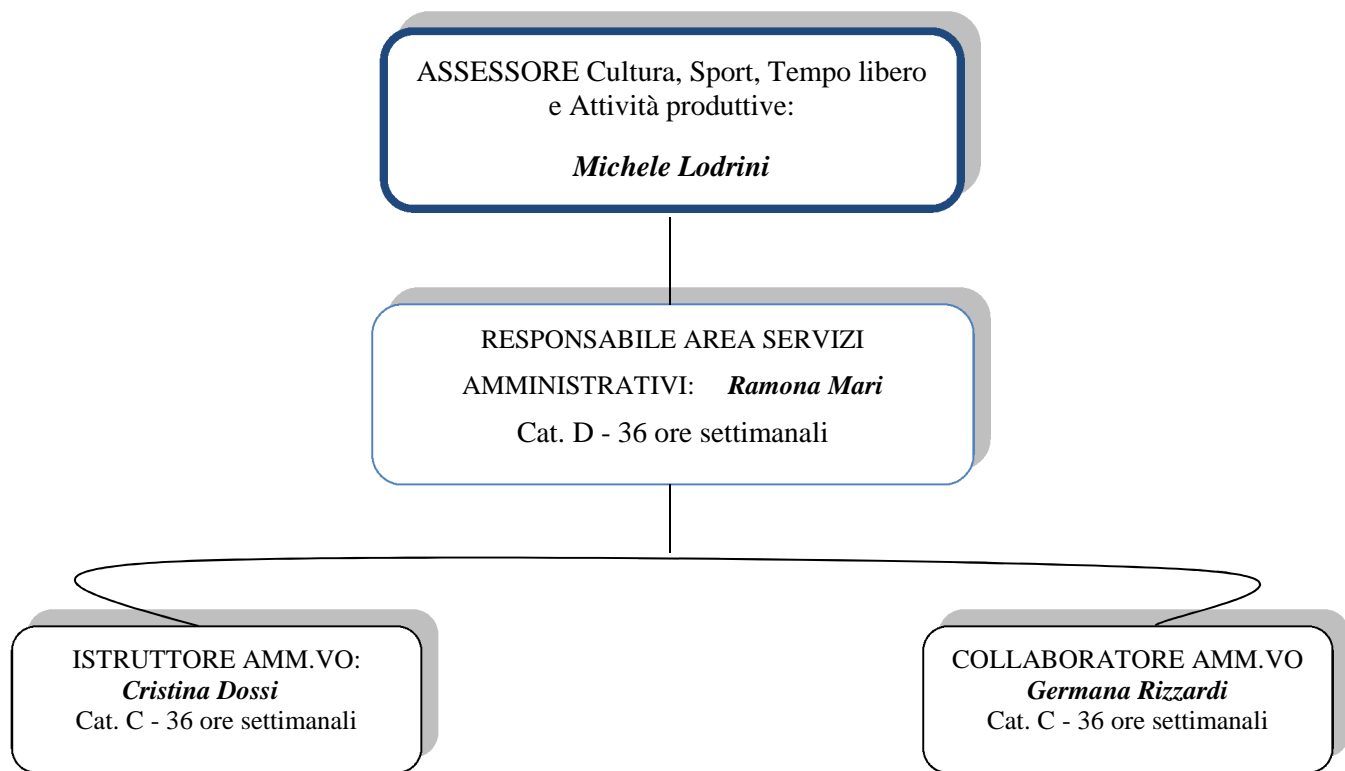 ASSESSORE Cultura, Sport, Tempo libero
e Attività produttive:
Michele Lodrini
RESPONSABILE AREA SERVIZI
AMMINISTRATIVI: Ramona Mari
Cat. D - 36 ore settimanali
ISTRUTTORE AMM.VO:
Cristina Dossi
Cat. C - 36 ore settimanali
COLLABORATORE AMM.VO
Germana Rizzardi
Cat. C - 36 ore settimanali